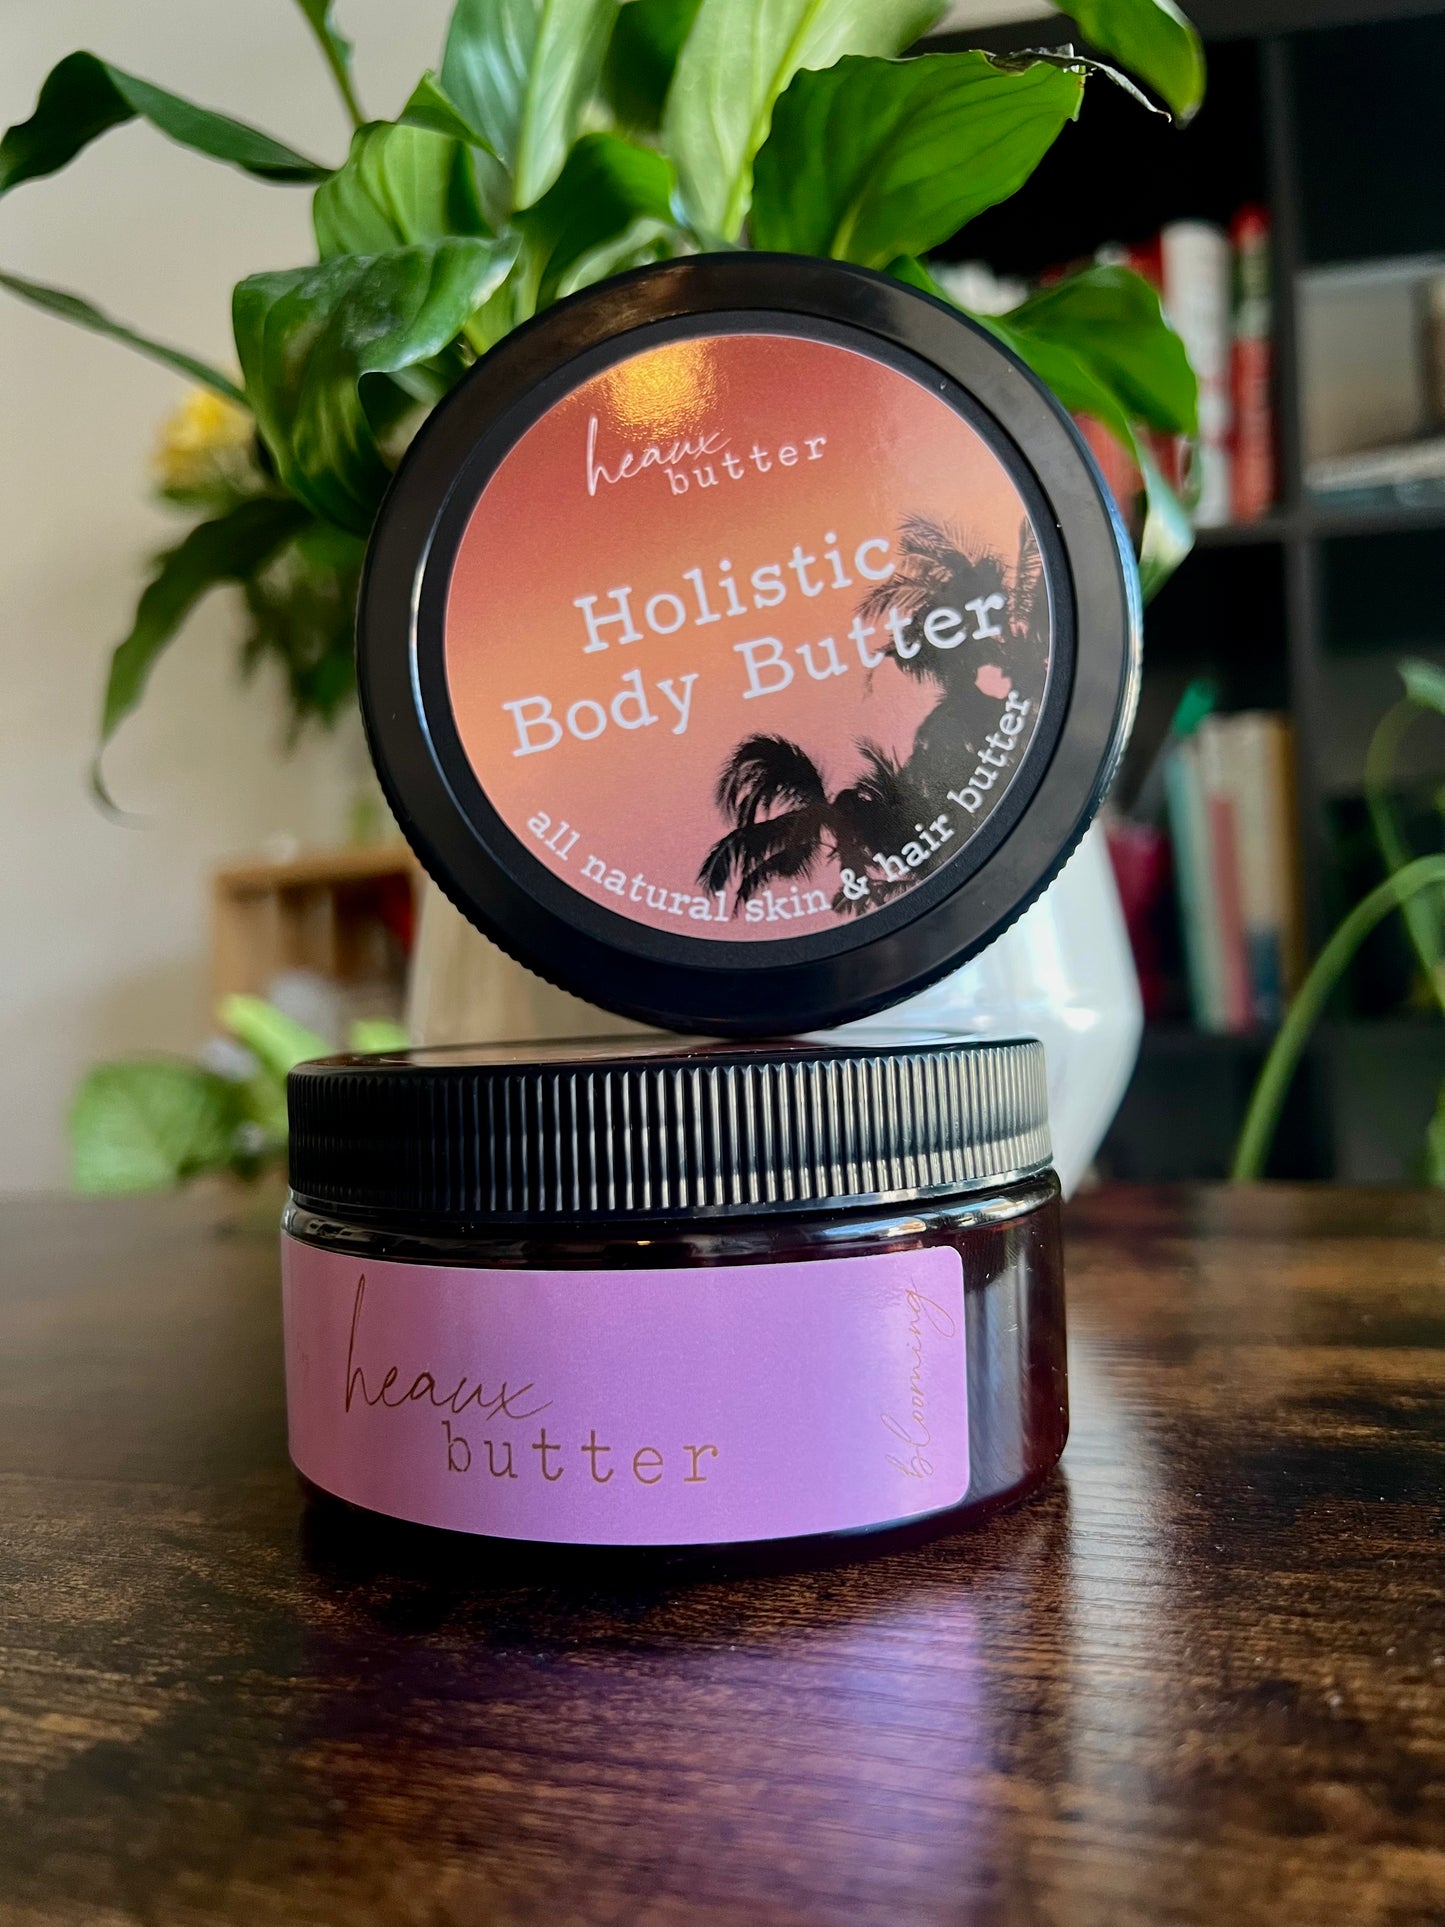 heaux
butter
Holistic
Body Butter
all natural skin & hair butter
heaux
butter
blooming